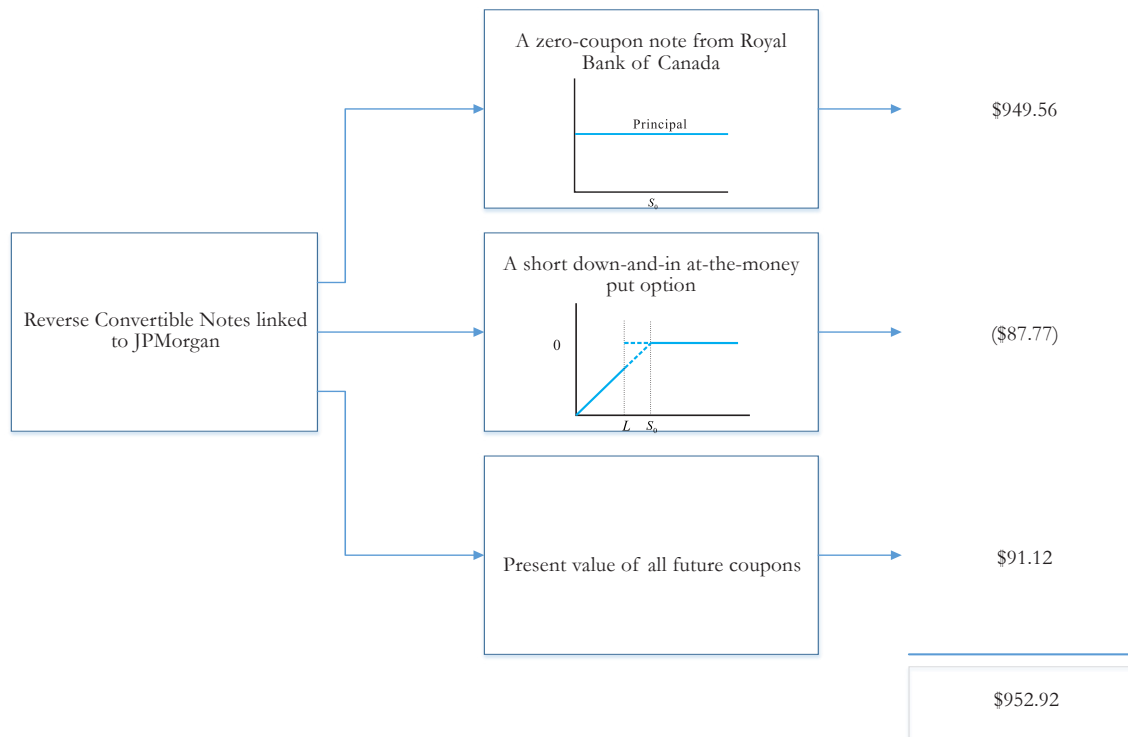 A zero-coupon note from Royal
Bank of Canada
Principal
S₀
$949.56
Reverse Convertible Notes linked
to JPMorgan
A short down-and-in at-the-money
put option
0
L S₀
($87.77)
Present value of all future coupons
$91.12
$952.92